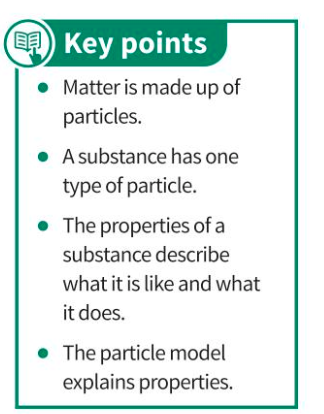 Key points
• Matter is made up of
particles.
• A substance has one
type of particle.
• The properties of a
substance describe
what it is like and what
it does.
• The particle model
explains properties.